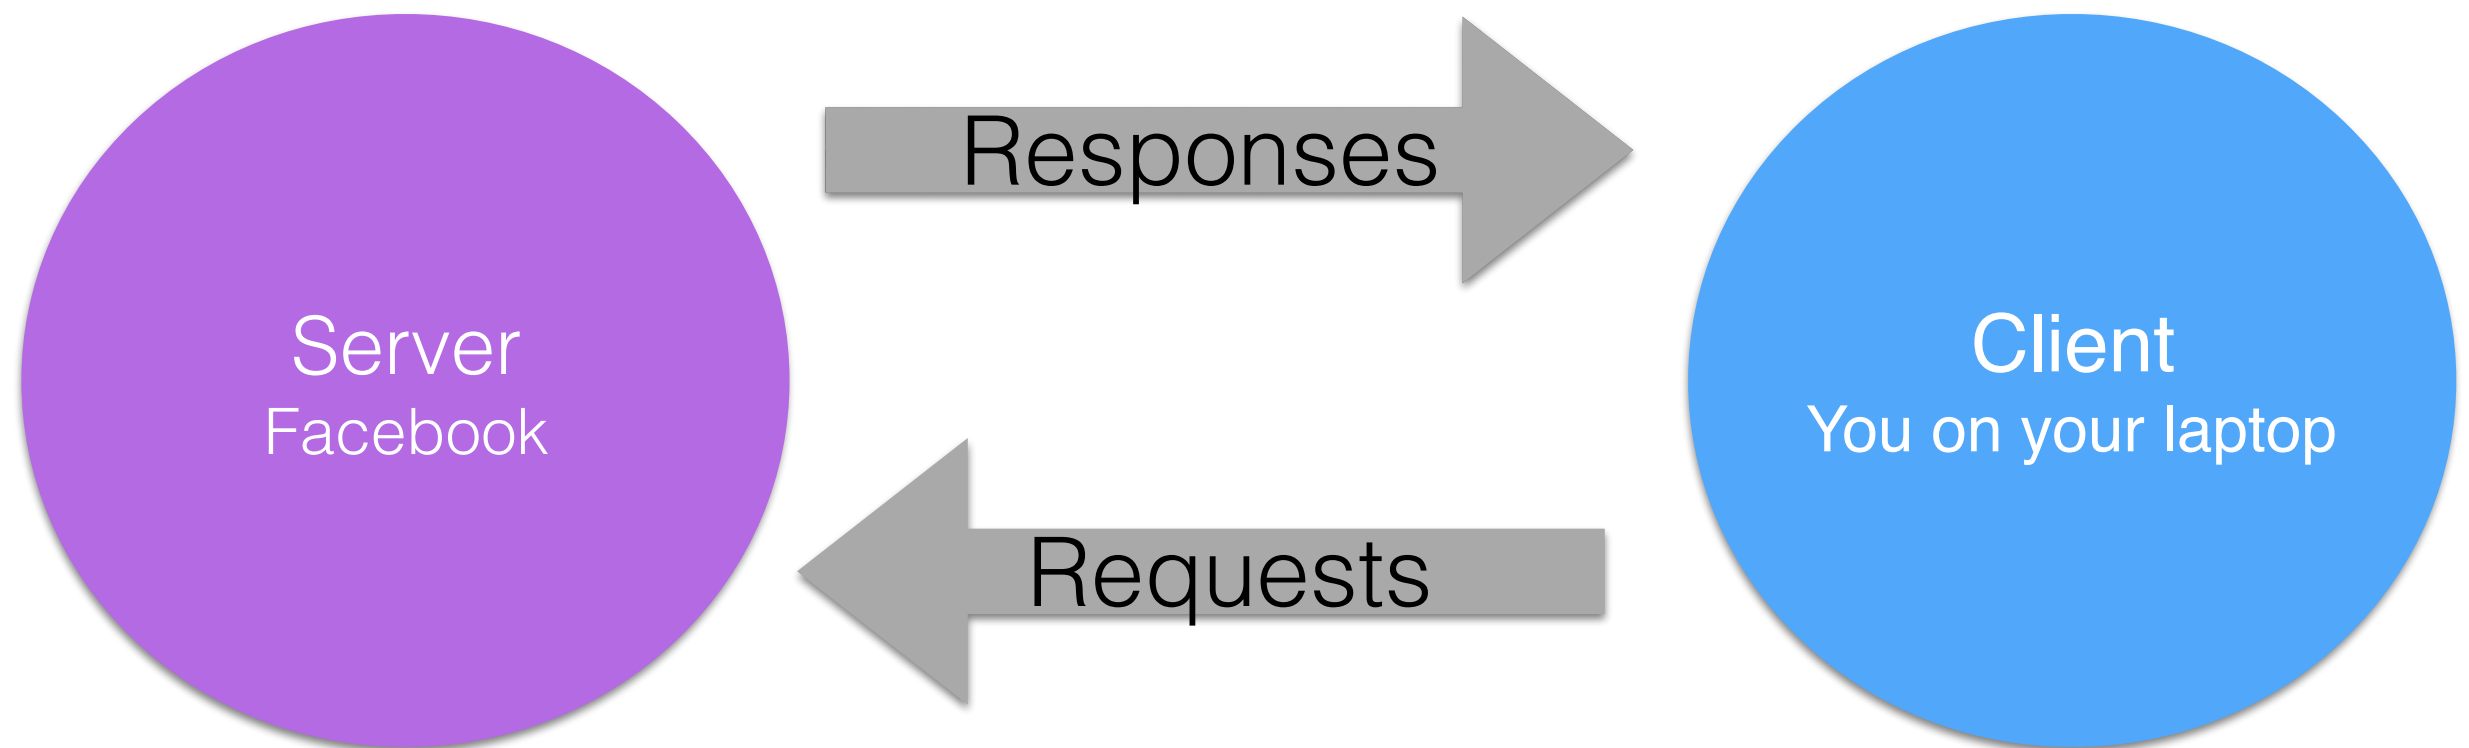 Responses
Server
Facebook
Client
You on your laptop
Requests